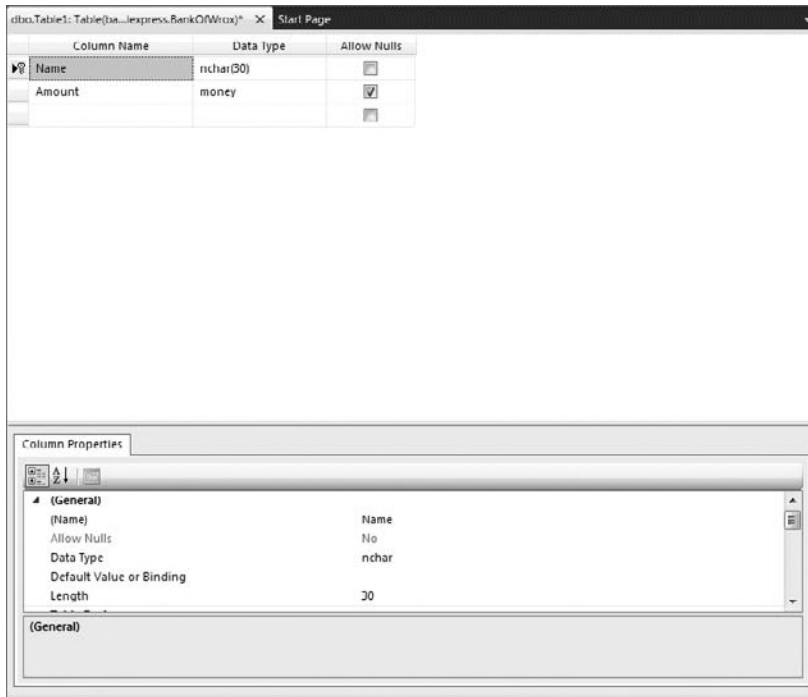 dbo.Table1: Table(ba...lexpress.BankOfWrox)* X Start Page
Column Name Data Type Allow Nulls
Name nchar(30)
Amount money
Column Properties
(General)
(Name) Name
Allow Nulls No
Data Type nchar
Default Value or Binding
Length 30
(General)